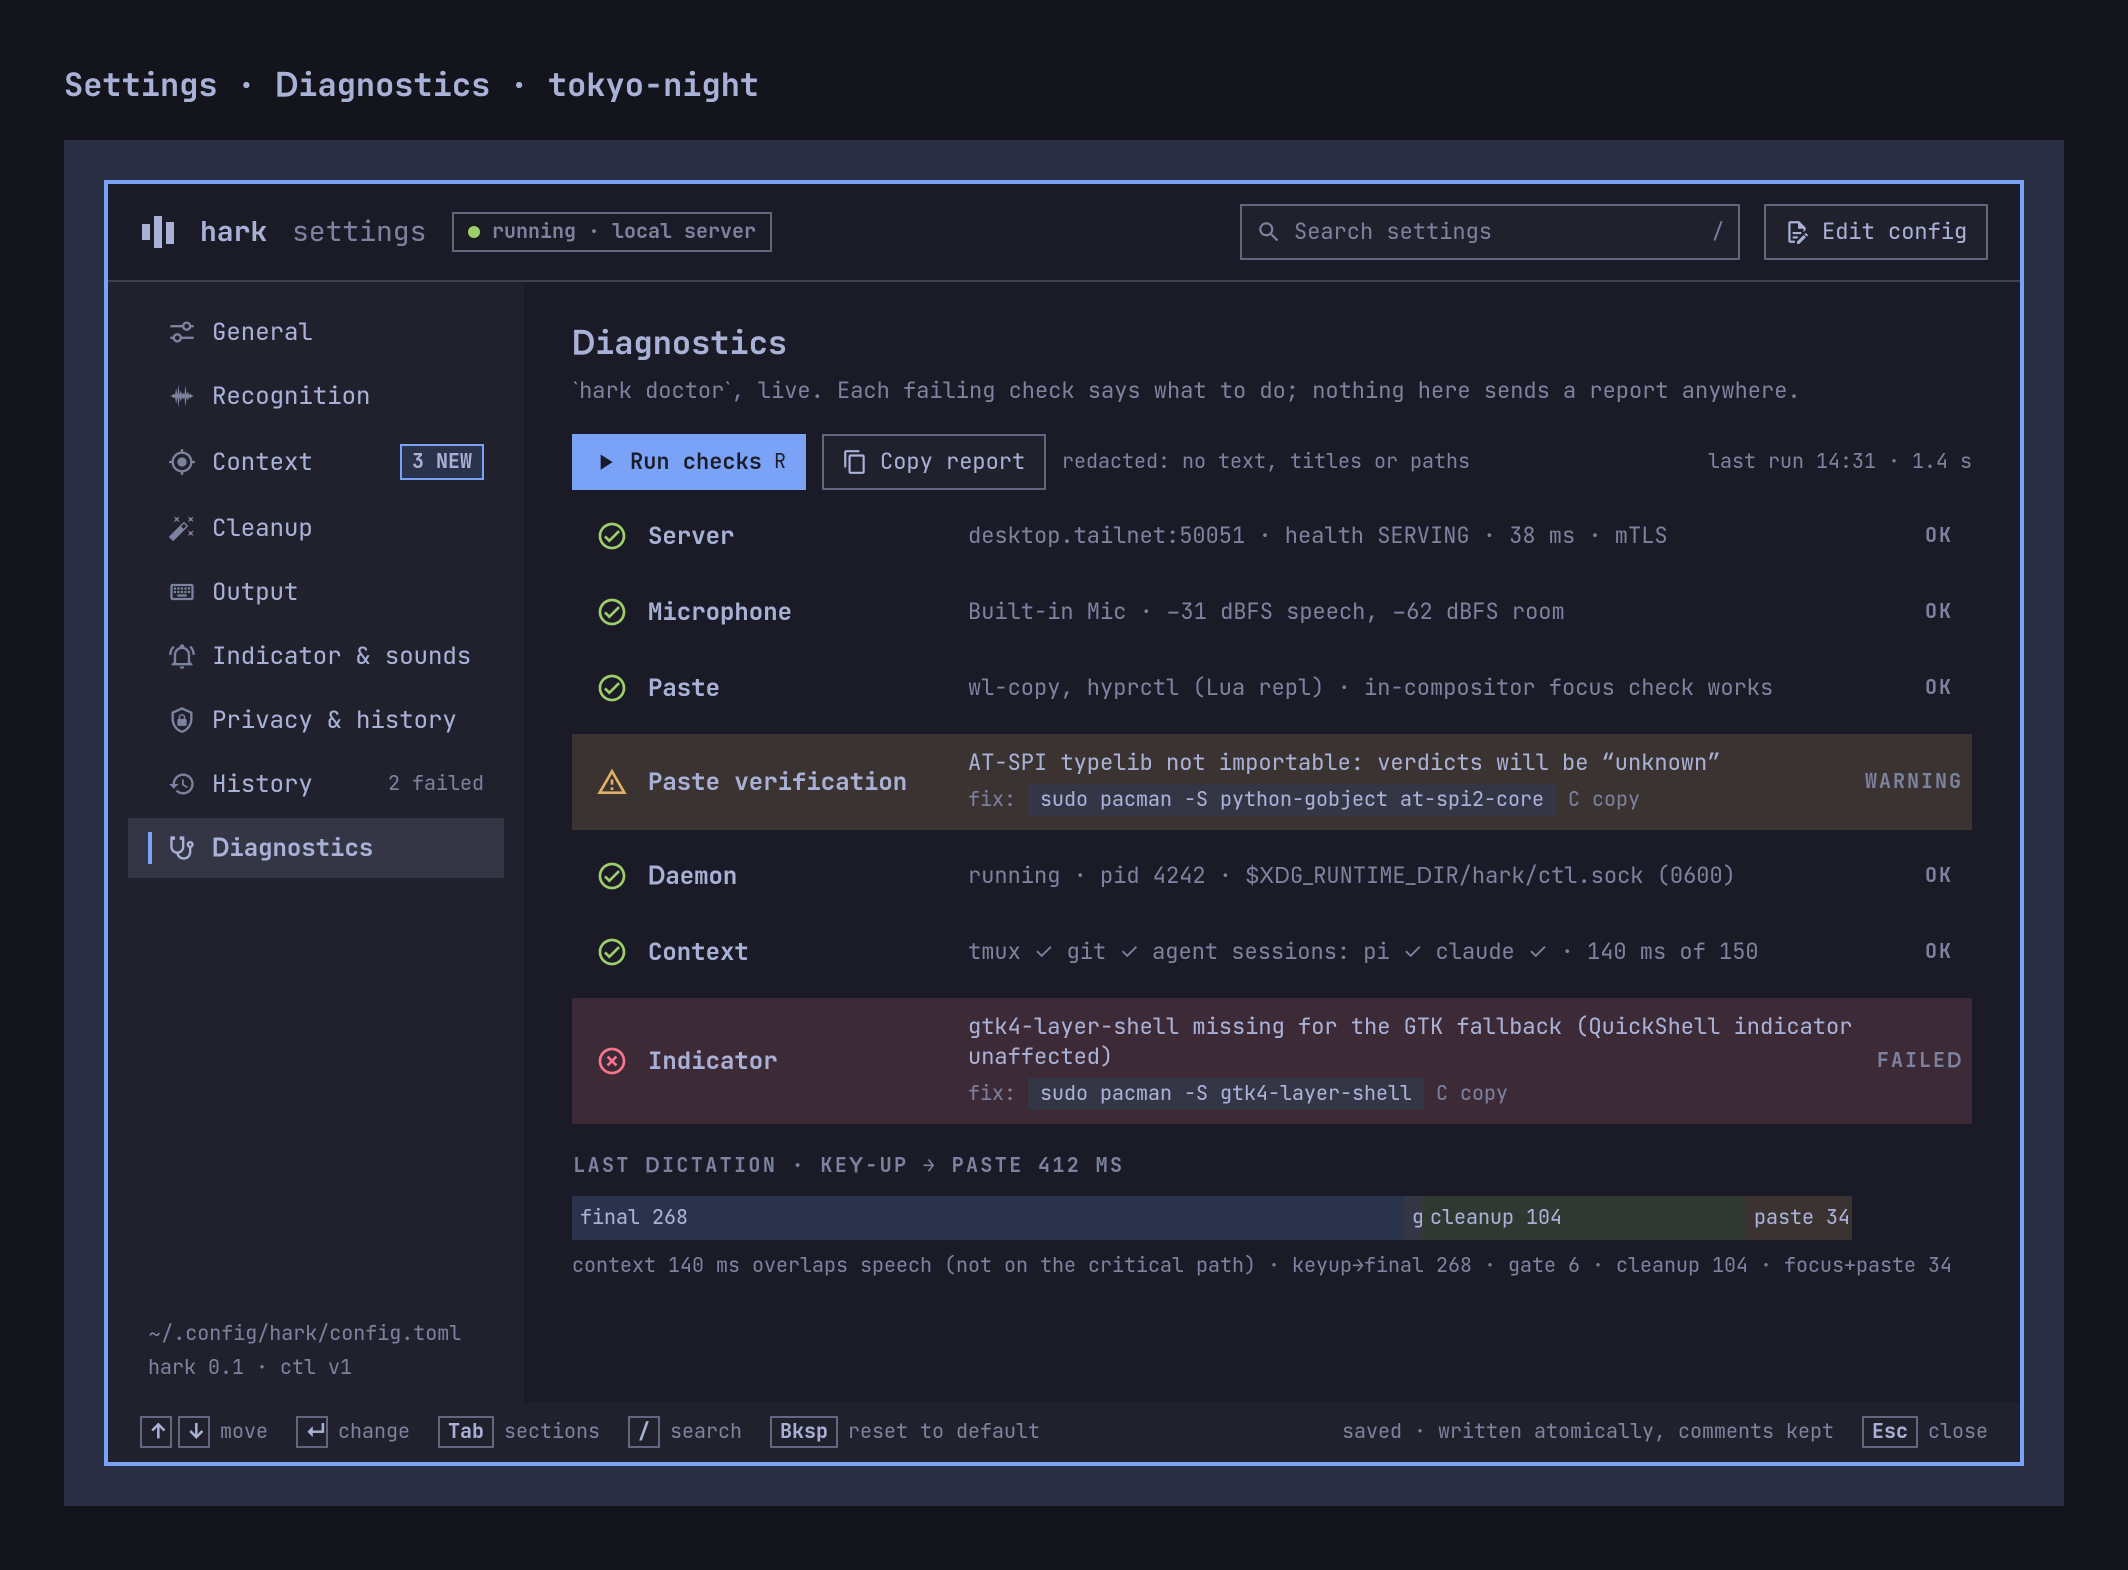 Settings · Diagnostics · tokyo-night
hark settings running · local server Search settings / Edit config
General
Recognition
Context 3 NEW
Cleanup
Output
Indicator & sounds
Privacy & history
History 2 failed
Diagnostics
~/.config/hark/config.toml
hark 0.1 · ctl v1
Diagnostics
`hark doctor`, live. Each failing check says what to do; nothing here sends a report anywhere.
Run checks R Copy report redacted: no text, titles or paths last run 14:31 · 1.4 s
Server desktop.tailnet:50051 · health SERVING · 38 ms · mTLS OK
Microphone Built-in Mic · −31 dBFS speech, −62 dBFS room OK
Paste wl-copy, hyprctl (Lua repl) · in-compositor focus check works OK
Paste verification AT-SPI typelib not importable: verdicts will be “unknown” WARNING
fix: sudo pacman -S python-gobject at-spi2-core C copy
Daemon running · pid 4242 · $XDG_RUNTIME_DIR/hark/ctl.sock (0600) OK
Context tmux ✓ git ✓ agent sessions: pi ✓ claude ✓ · 140 ms of 150 OK
Indicator gtk4-layer-shell missing for the GTK fallback (QuickShell indicator
unaffected) FAILED
fix: sudo pacman -S gtk4-layer-shell C copy
LAST DICTATION · KEY-UP → PASTE 412 MS
final 268 g cleanup 104 paste 34
context 140 ms overlaps speech (not on the critical path) · keyup→final 268 · gate 6 · cleanup 104 · focus+paste 34
↑ ↓ move ↵ change Tab sections / search Bksp reset to default saved · written atomically, comments kept Esc close